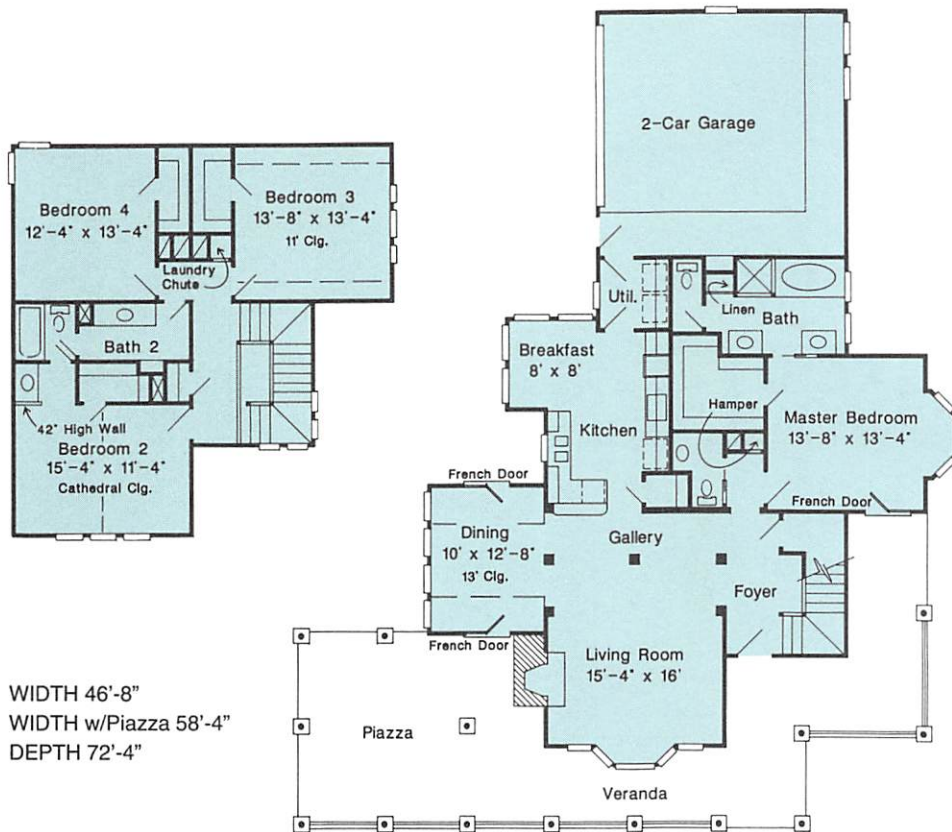 2-Car Garage
Bedroom 4
12'-4" x 13'-4"
Bedroom 3
13'-8" x 13'-4"
11' Clg.
Laundry
Chute
Bath 2
42" High Wall
Bedroom 2
15'-4" x 11'-4"
Cathedral Clg.
Util.
Linen
Bath
Breakfast
8' x 8'
Hamper
Kitchen
Master Bedroom
13'-8" x 13'-4"
French Door
French Door
Dining
10' x 12'-8"
13' Clg.
Gallery
Foyer
French Door
Living Room
15'-4" x 16'
Piazza
Veranda
WIDTH 46'-8"
WIDTH w/Piazza 58'-4"
DEPTH 72'-4"